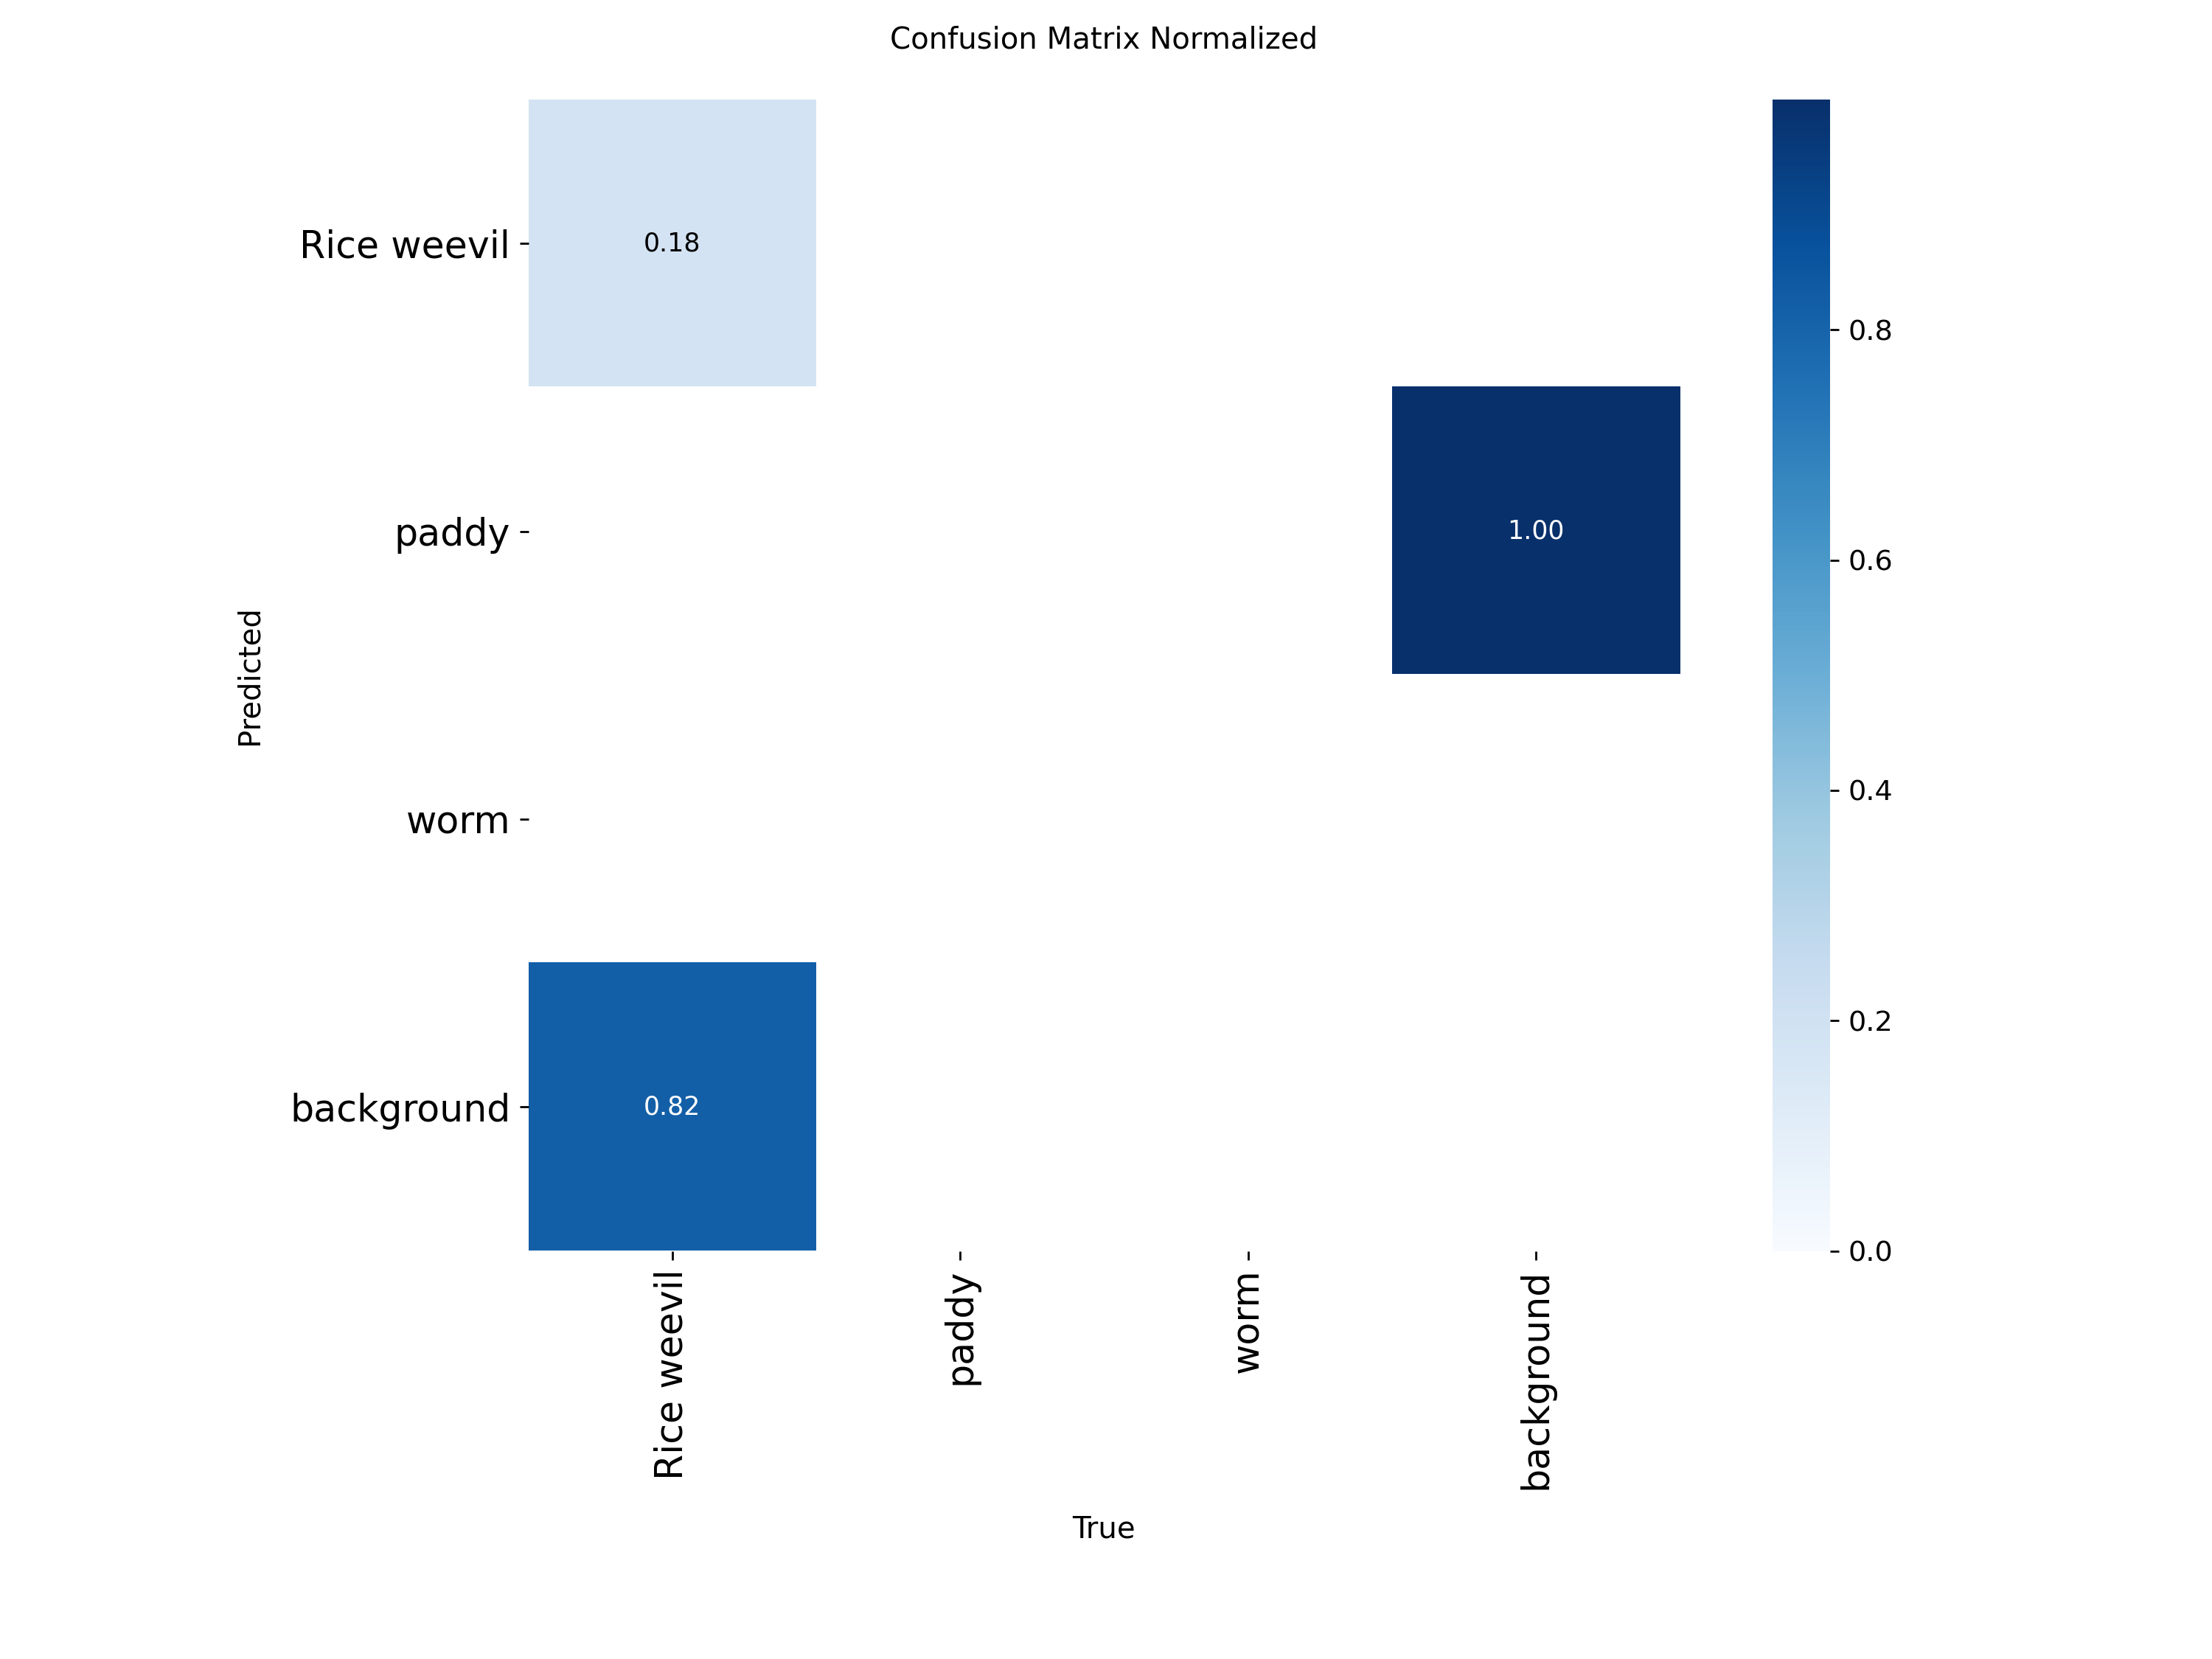 Confusion Matrix Normalized
Rice weevil
0.18
0.8
paddy
1.00
0.6
Predicted
0.4
worm
0.2
background
0.82
0.0
Rice weevil
paddy
worm
background
True